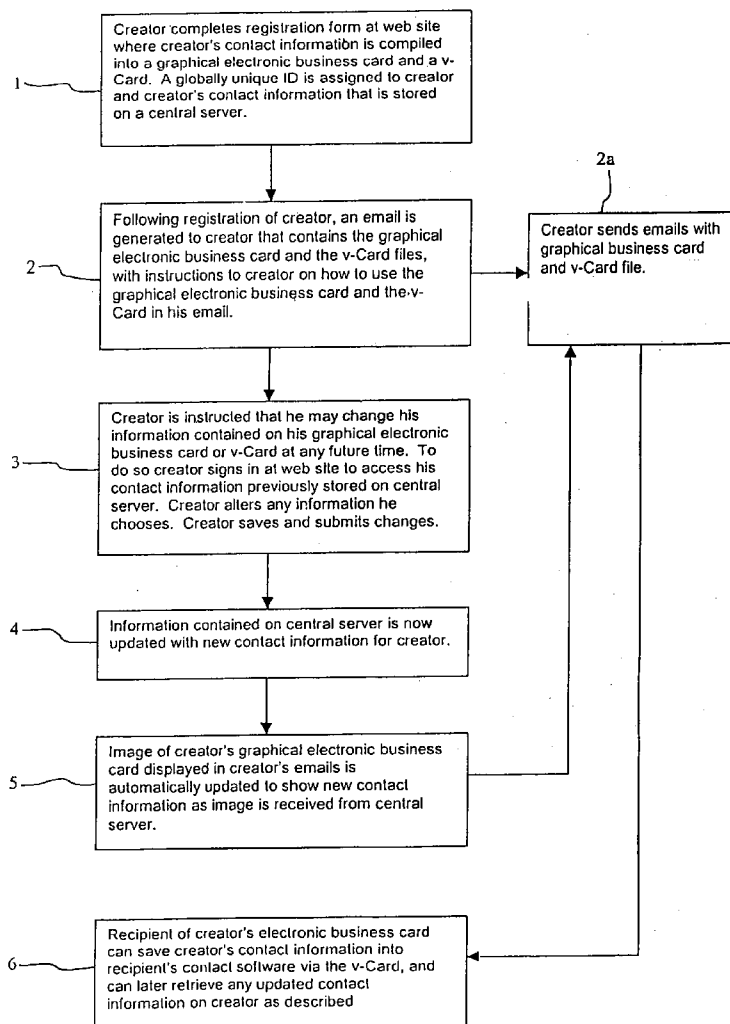 Creator completes registration form at web site
where creator's contact information is compiled
into a graphical electronic business card and a v-
Card. A globally unique ID is assigned to creator
and creator's contact information that is stored
on a central server.
1
2a
Following registration of creator, an email is
generated to creator that contains the graphical
electronic business card and the v-Card files,
with instructions to creator on how to use the
graphical electronic business card and the v-
Card in his email.
2
Creator sends emails with
graphical business card
and v-Card file.
Creator is instructed that he may change his
information contained on his graphical electronic
business card or v-Card at any future time. To
do so creator signs in at web site to access his
contact information previously stored on central
server. Creator alters any information he
chooses. Creator saves and submits changes.
3
Information contained on central server is now
updated with new contact information for creator.
4
Image of creator's graphical electronic business
card displayed in creator's emails is
automatically updated to show new contact
information as image is received from central
server.
5
Recipient of creator's electronic business card
can save creator's contact information into
recipient's contact software via the v-Card, and
can later retrieve any updated contact
information on creator as described
6